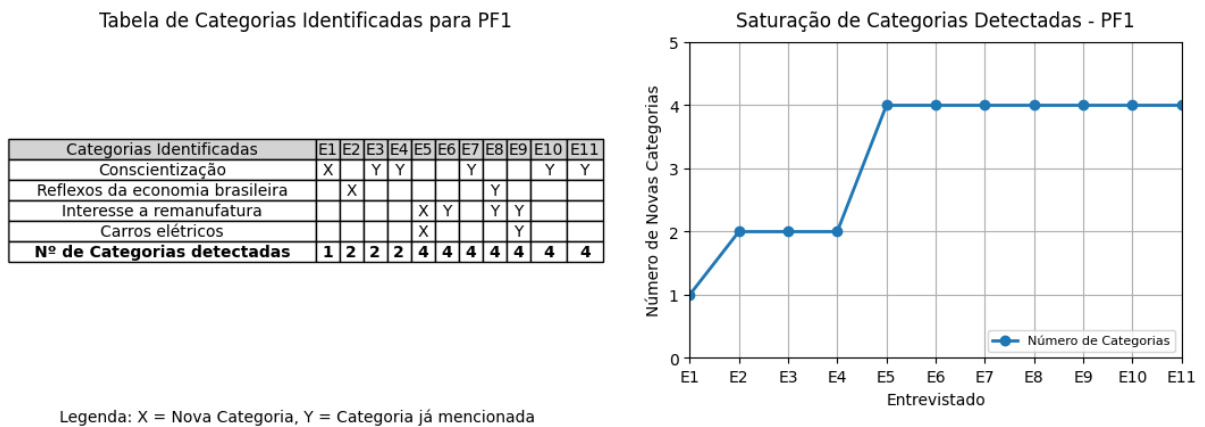 Tabela de Categorias Identificadas para PF1
Categorias Identificadas E1 E2 E3 E4 E5 E6 E7 E8 E9 E10 E11
Conscientização X Y Y Y Y Y
Reflexos da economia brasileira X Y
Interesse a remanufatura X Y Y Y
Carros elétricos X Y
Nº de Categorias detectadas 1 2 2 2 4 4 4 4 4 4 4
Legenda: X = Nova Categoria, Y = Categoria já mencionada
Saturação de Categorias Detectadas - PF1
Número de Novas Categorias
5
4
3
2
1
0
Número de Categorias
E1 E2 E3 E4 E5 E6 E7 E8 E9 E10 E11
Entrevistado